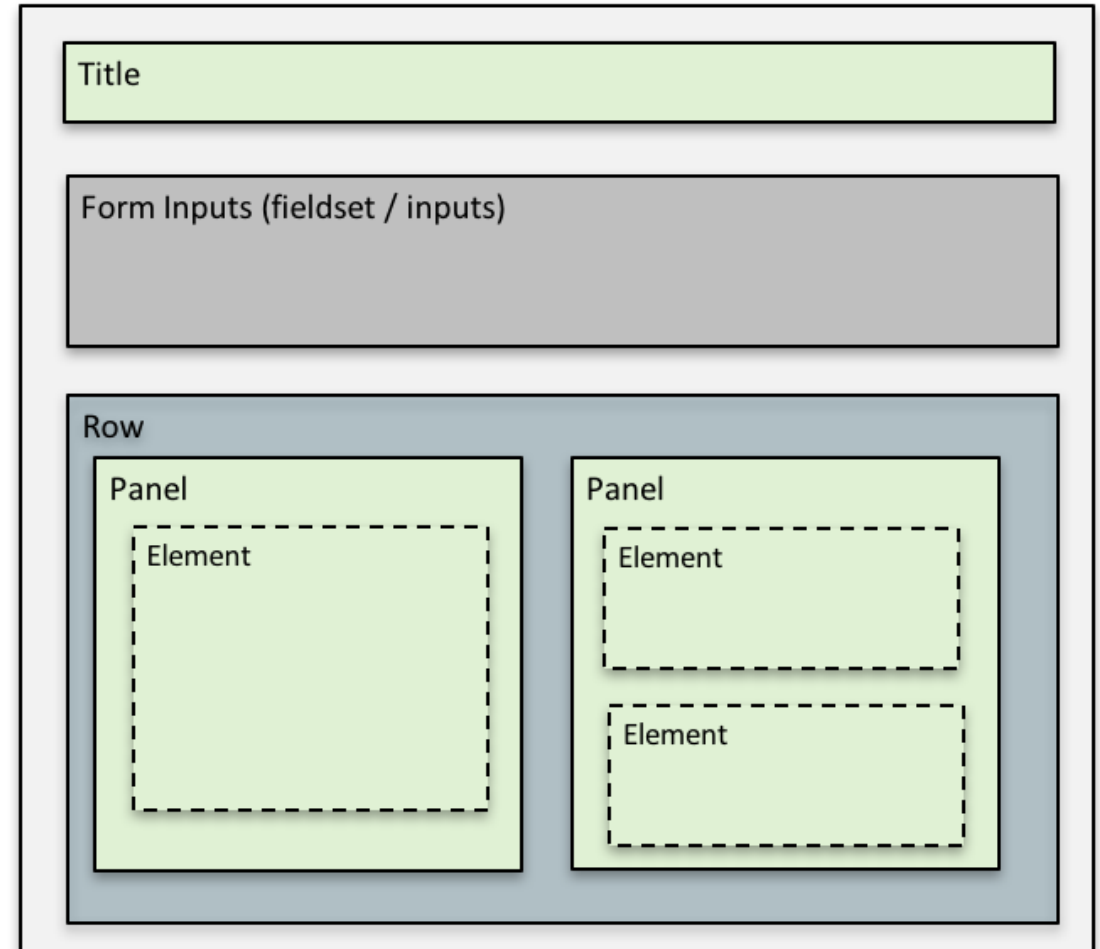 Title
Form Inputs (fieldset / inputs)
Row
Panel
Element
Panel
Element
Element